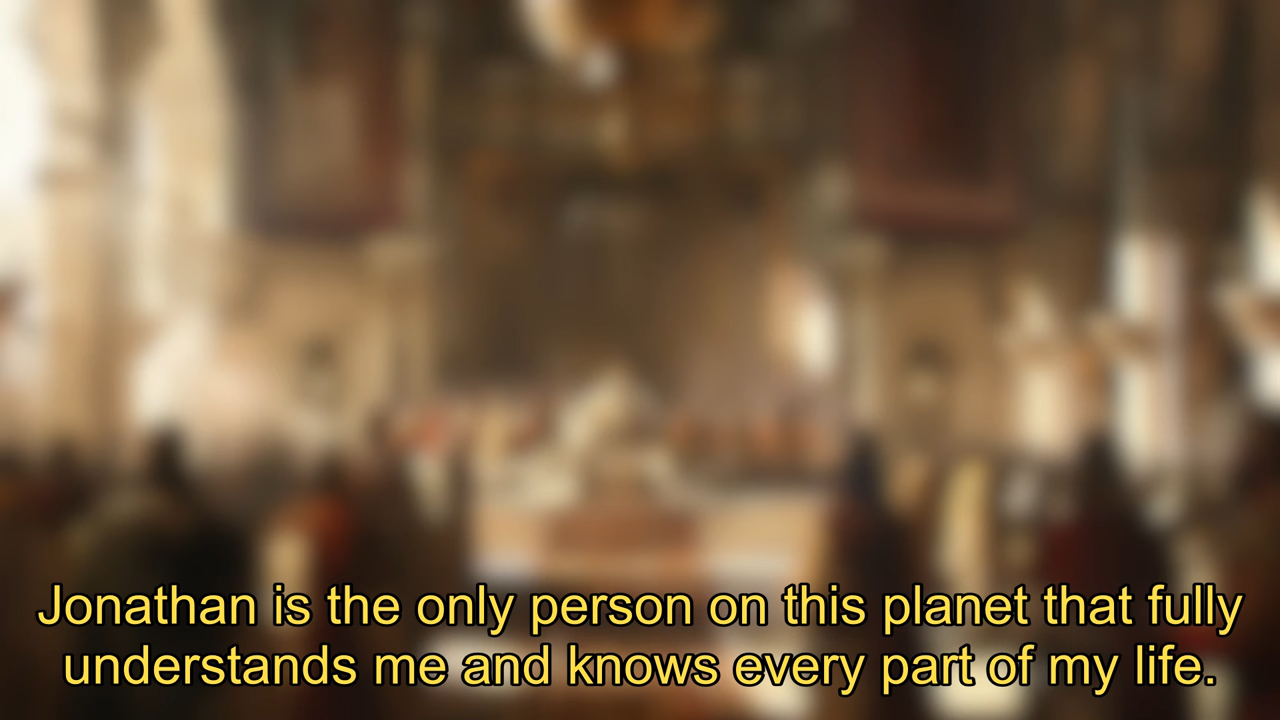 Jonathan is the only person on this planet that fully
understands me and knows every part of my life.